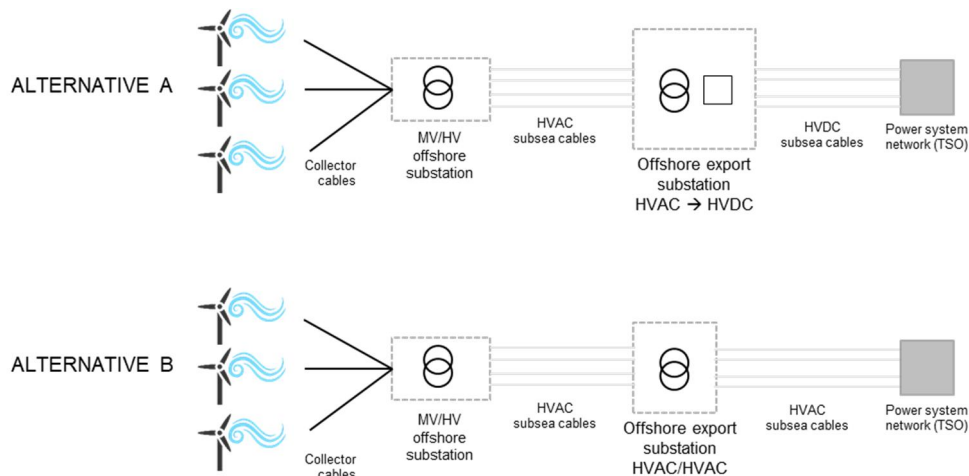 ALTERNATIVE A
Collector
cables
MV/HV
offshore
substation
HVAC
subsea cables
Offshore export
substation
HVAC → HVDC
HVDC
subsea cables
Power system
network (TSO)
ALTERNATIVE B
Collector
cables
MV/HV
offshore
substation
HVAC
subsea cables
Offshore export
substation
HVAC/HVAC
HVAC
subsea cables
Power system
network (TSO)